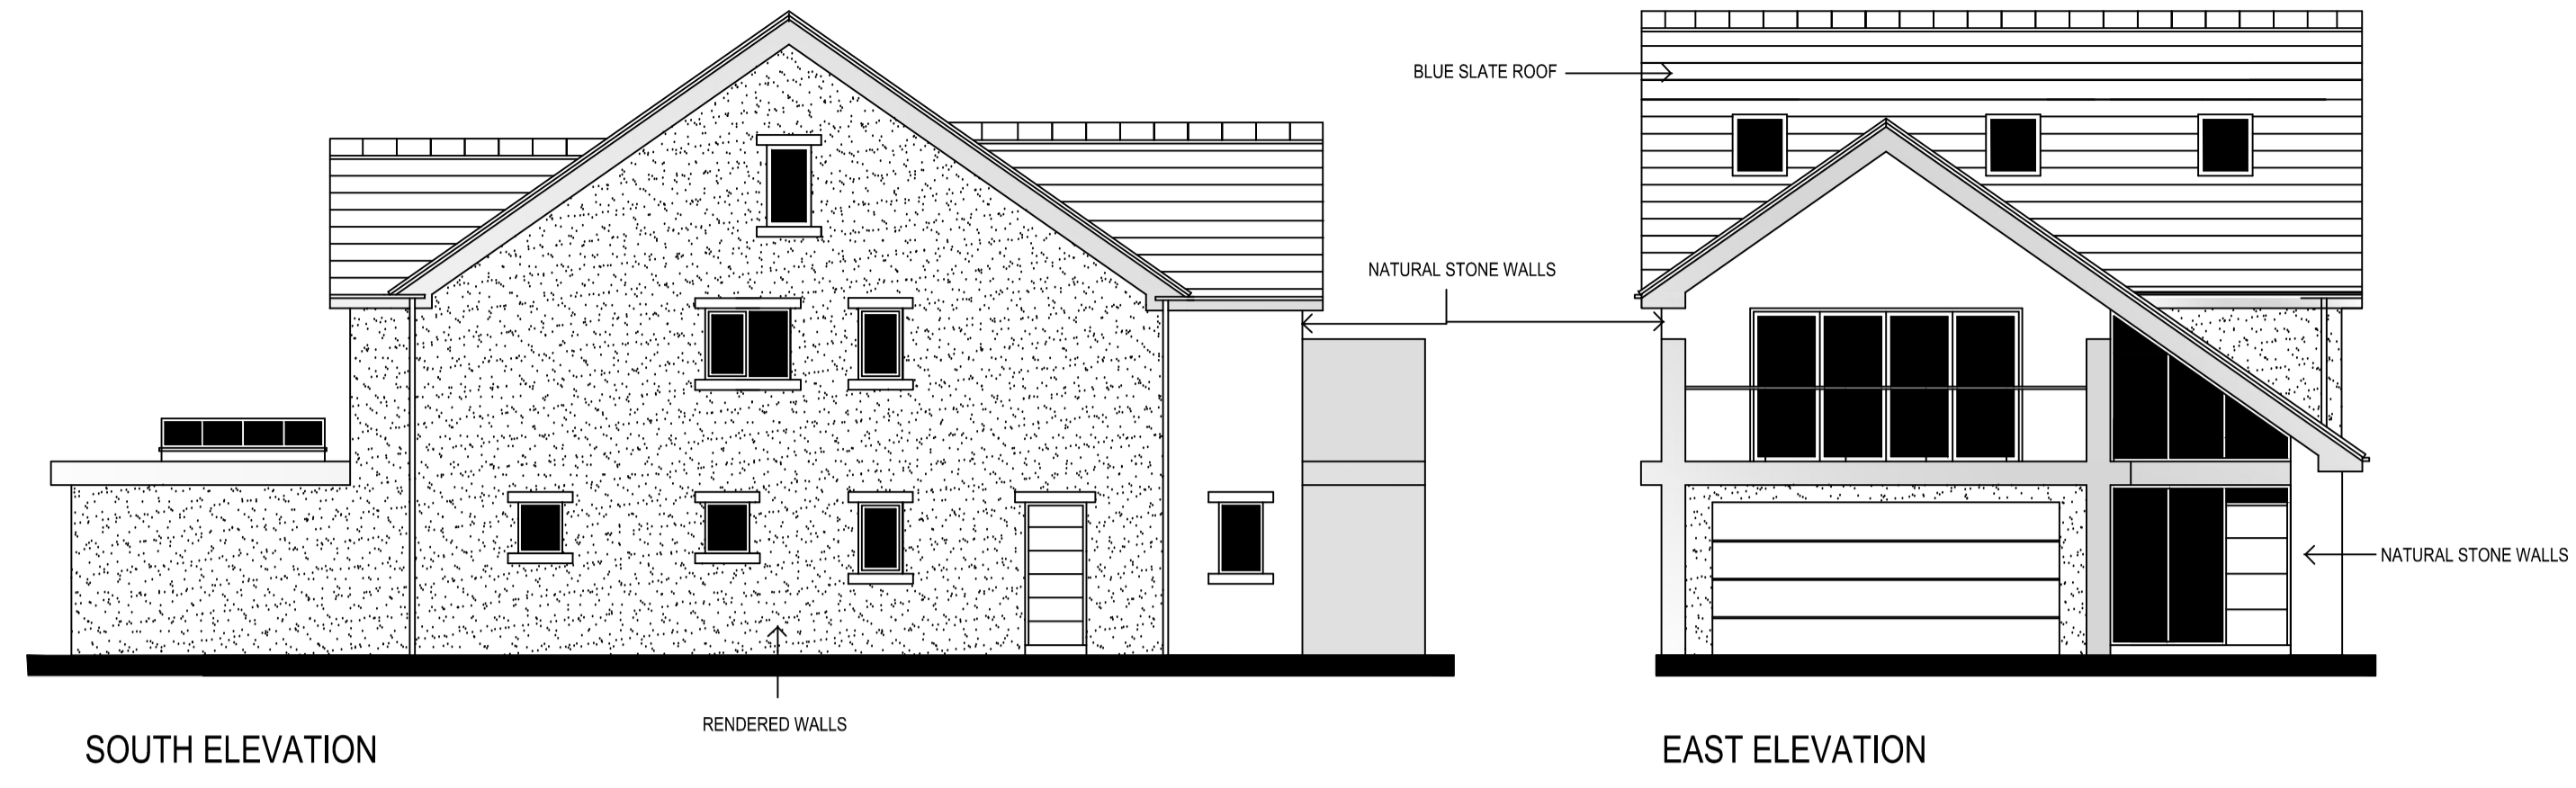 BLUE SLATE ROOF
NATURAL STONE WALLS
NATURAL STONE WALLS
RENDERED WALLS
SOUTH ELEVATION
EAST ELEVATION